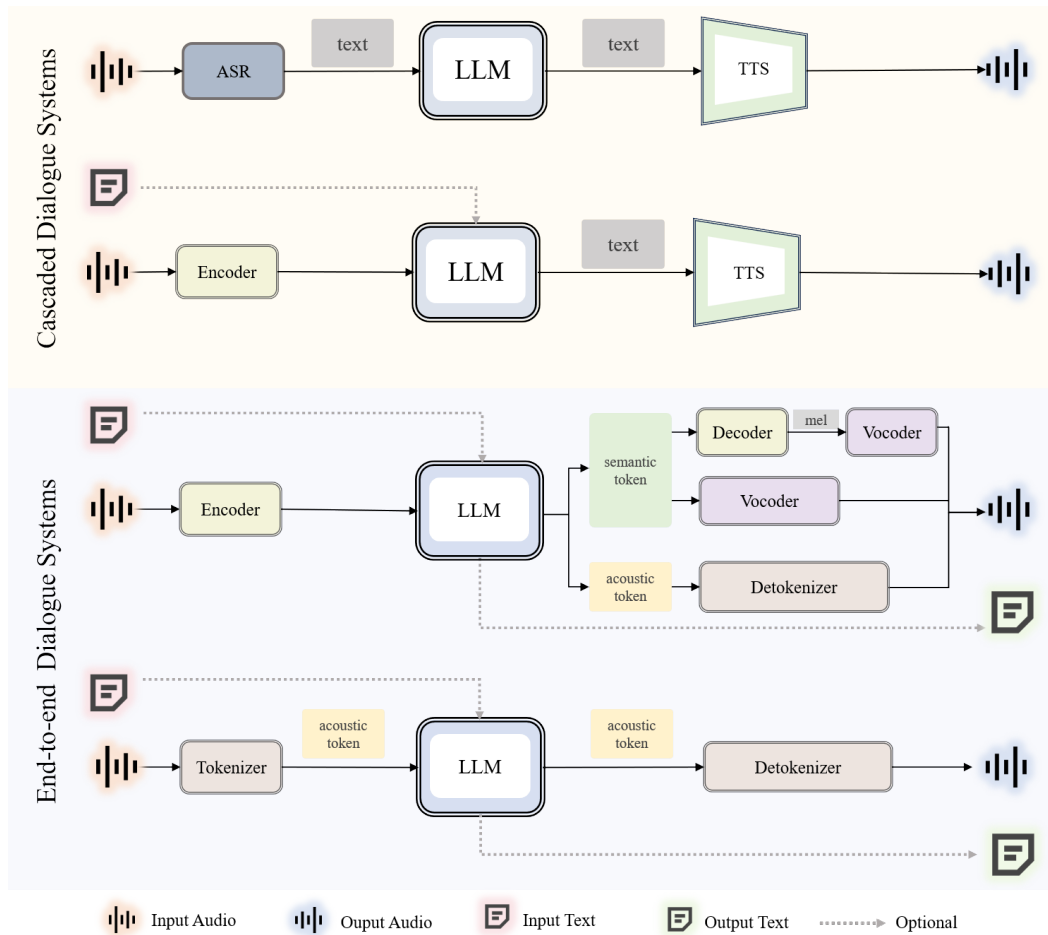 Cascaded Dialogue Systems
ASR
text
LLM
text
TTS
Encoder
LLM
text
TTS
End-to-end Dialogue Systems
Encoder
LLM
semantic
token
Decoder
mel
Vocoder
Vocoder
acoustic
token
Detokenizer
Tokenizer
acoustic
token
LLM
acoustic
token
Detokenizer
Input Audio
Ouput Audio
Input Text
Output Text
Optional